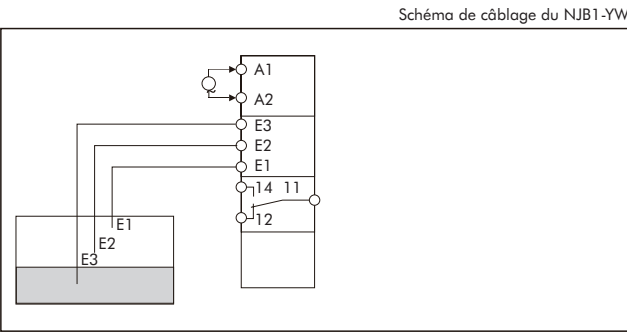 Schéma de câblage du NJB1-YW
A1
A2
E3
E2
E1
14 11
12
E1
E2
E3